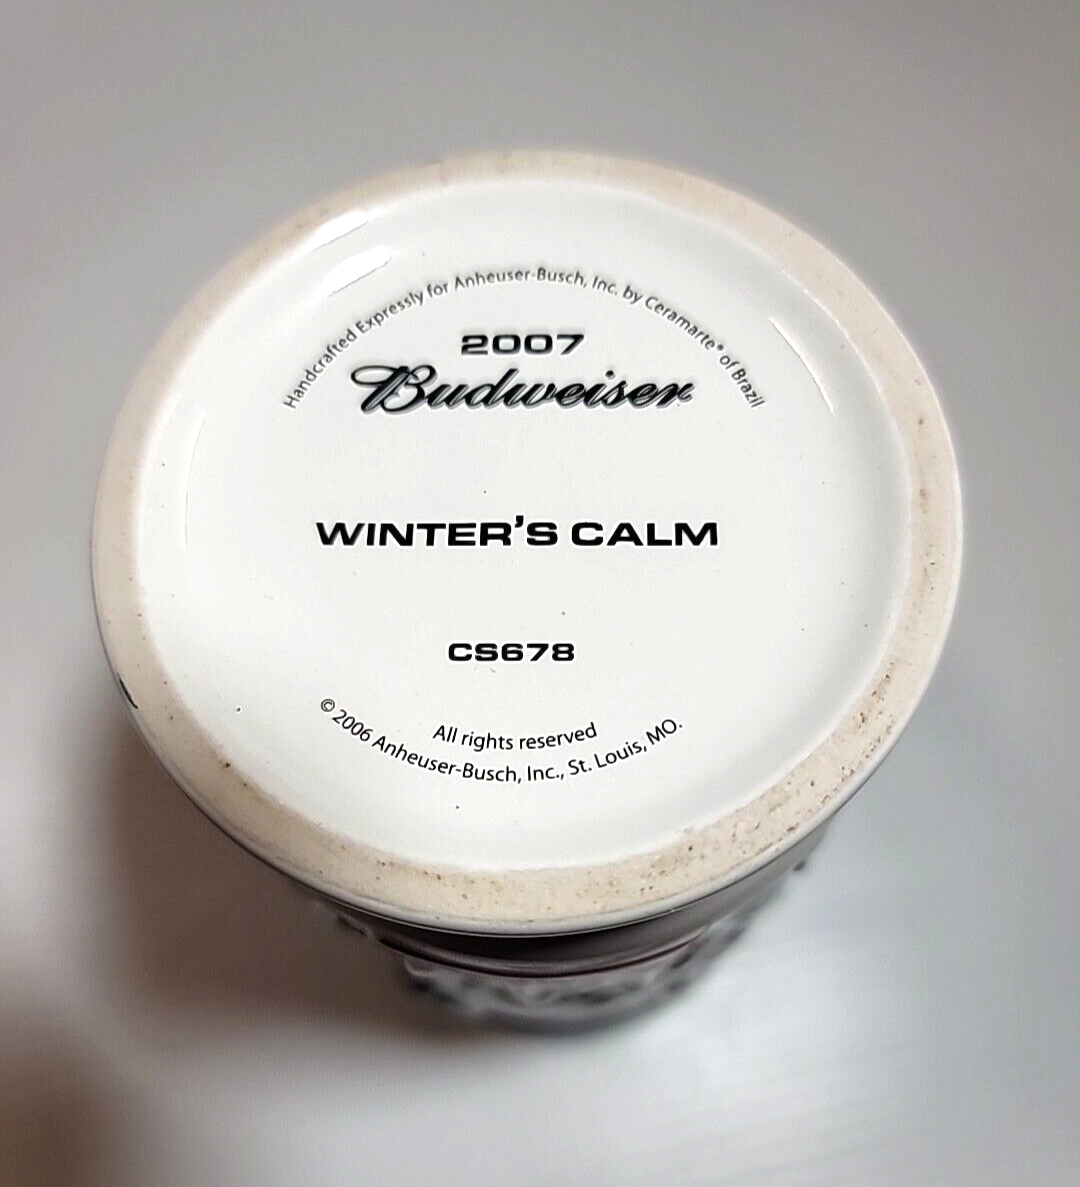 Handcrafted Expressly for Anheuser-Busch, Inc. by Ceramarte® of Brazil
2007
Budweiser
WINTER'S CALM
CS678
All rights reserved
© 2006 Anheuser-Busch, Inc., St. Louis, MO.